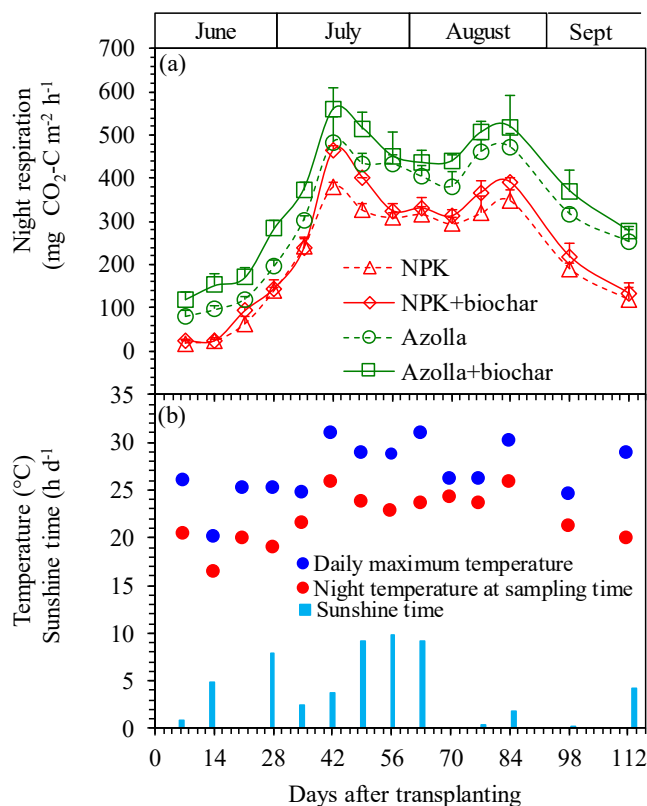 June July August Sept
700
(a)
600
500
400
300
200
100
0
Night respiration
(mg CO₂-C m⁻² h⁻¹)
NPK
NPK+biochar
Azolla
Azolla+biochar
35
(b)
30
25
20
15
10
5
0
Temperature (°C)
Sunshine time (h d⁻¹
Daily maximum temperature
Night temperature at sampling time
Sunshine time
0 14 28 42 56 70 84 98 112
Days after transplanting